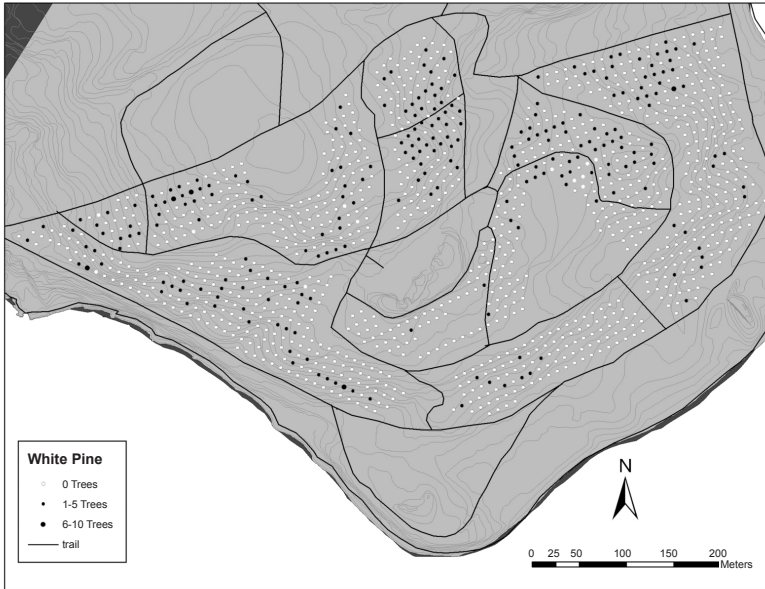 White Pine
0 Trees
1-5 Trees
6-10 Trees
trail
N
0 25 50 100 150 200
Meters